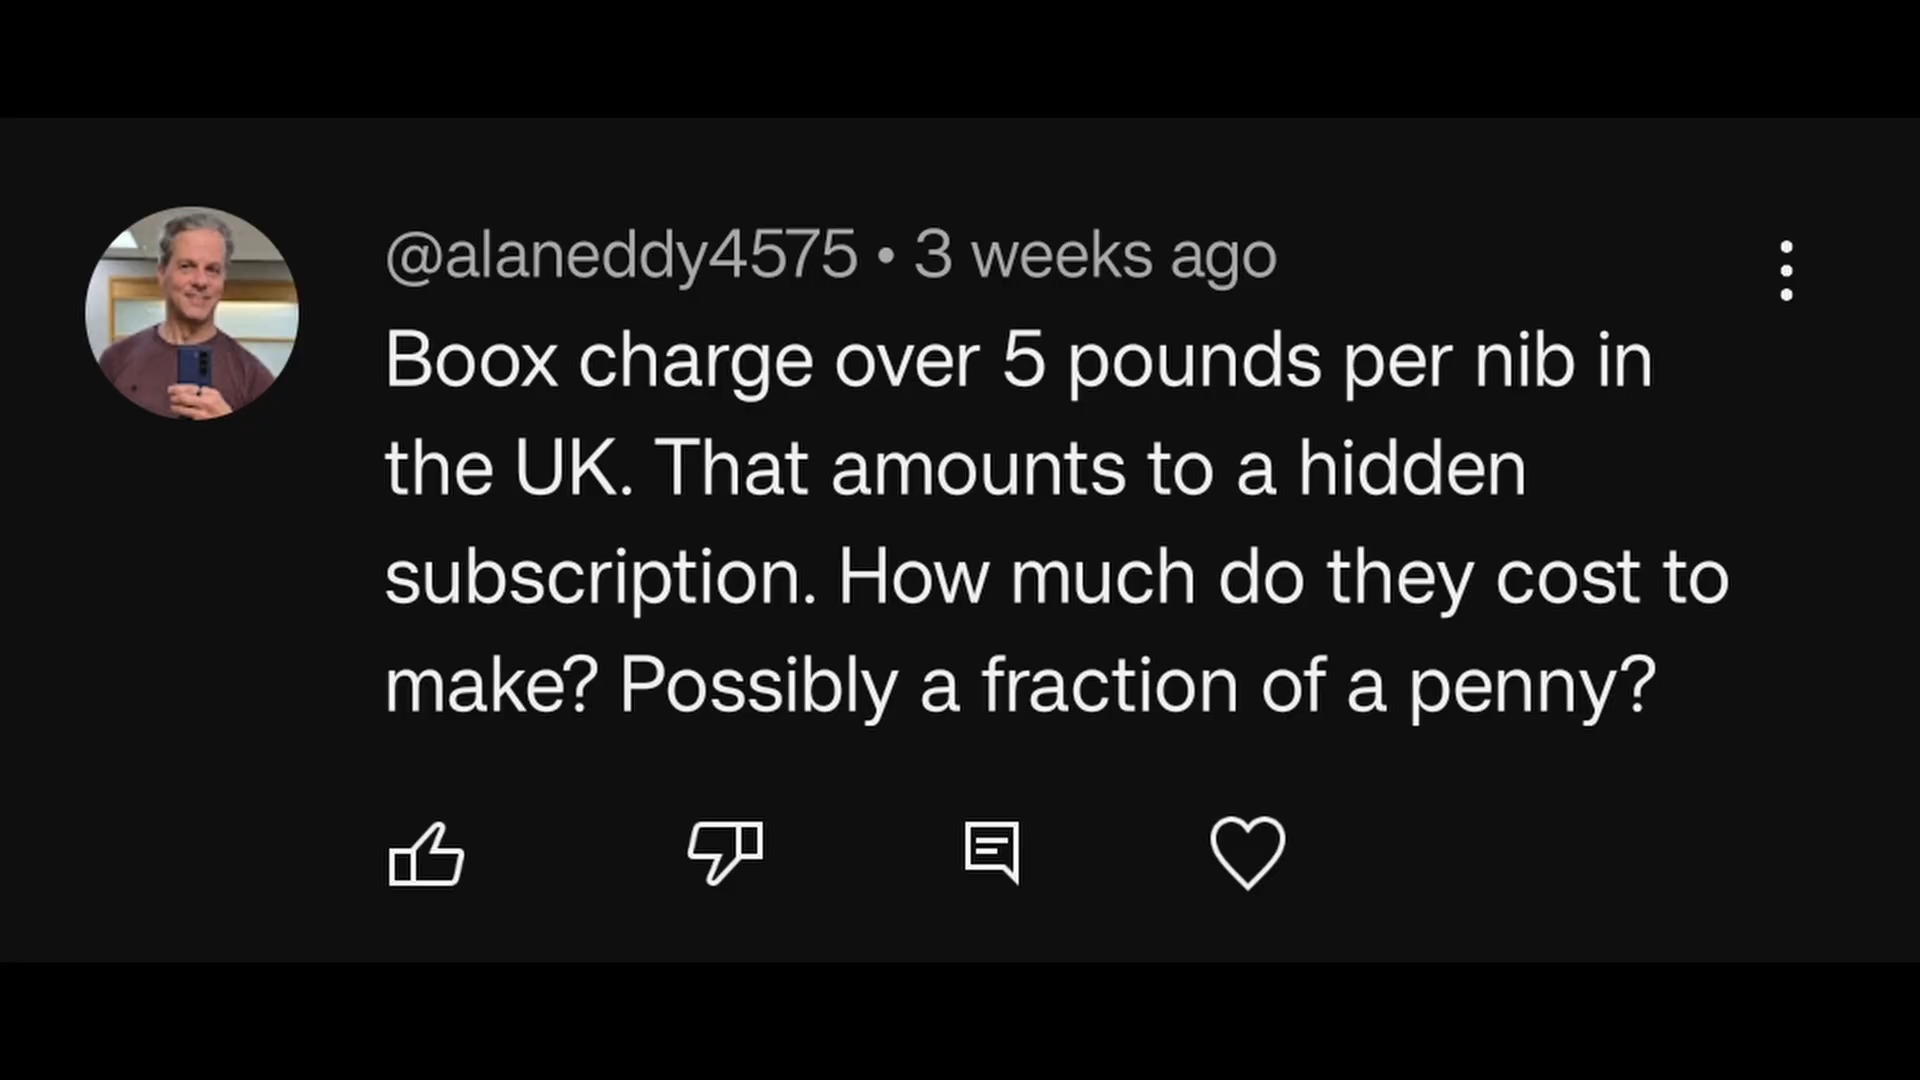 @alaneddy4575 • 3 weeks ago
Boox charge over 5 pounds per nib in
the UK. That amounts to a hidden
subscription. How much do they cost to
make? Possibly a fraction of a penny?